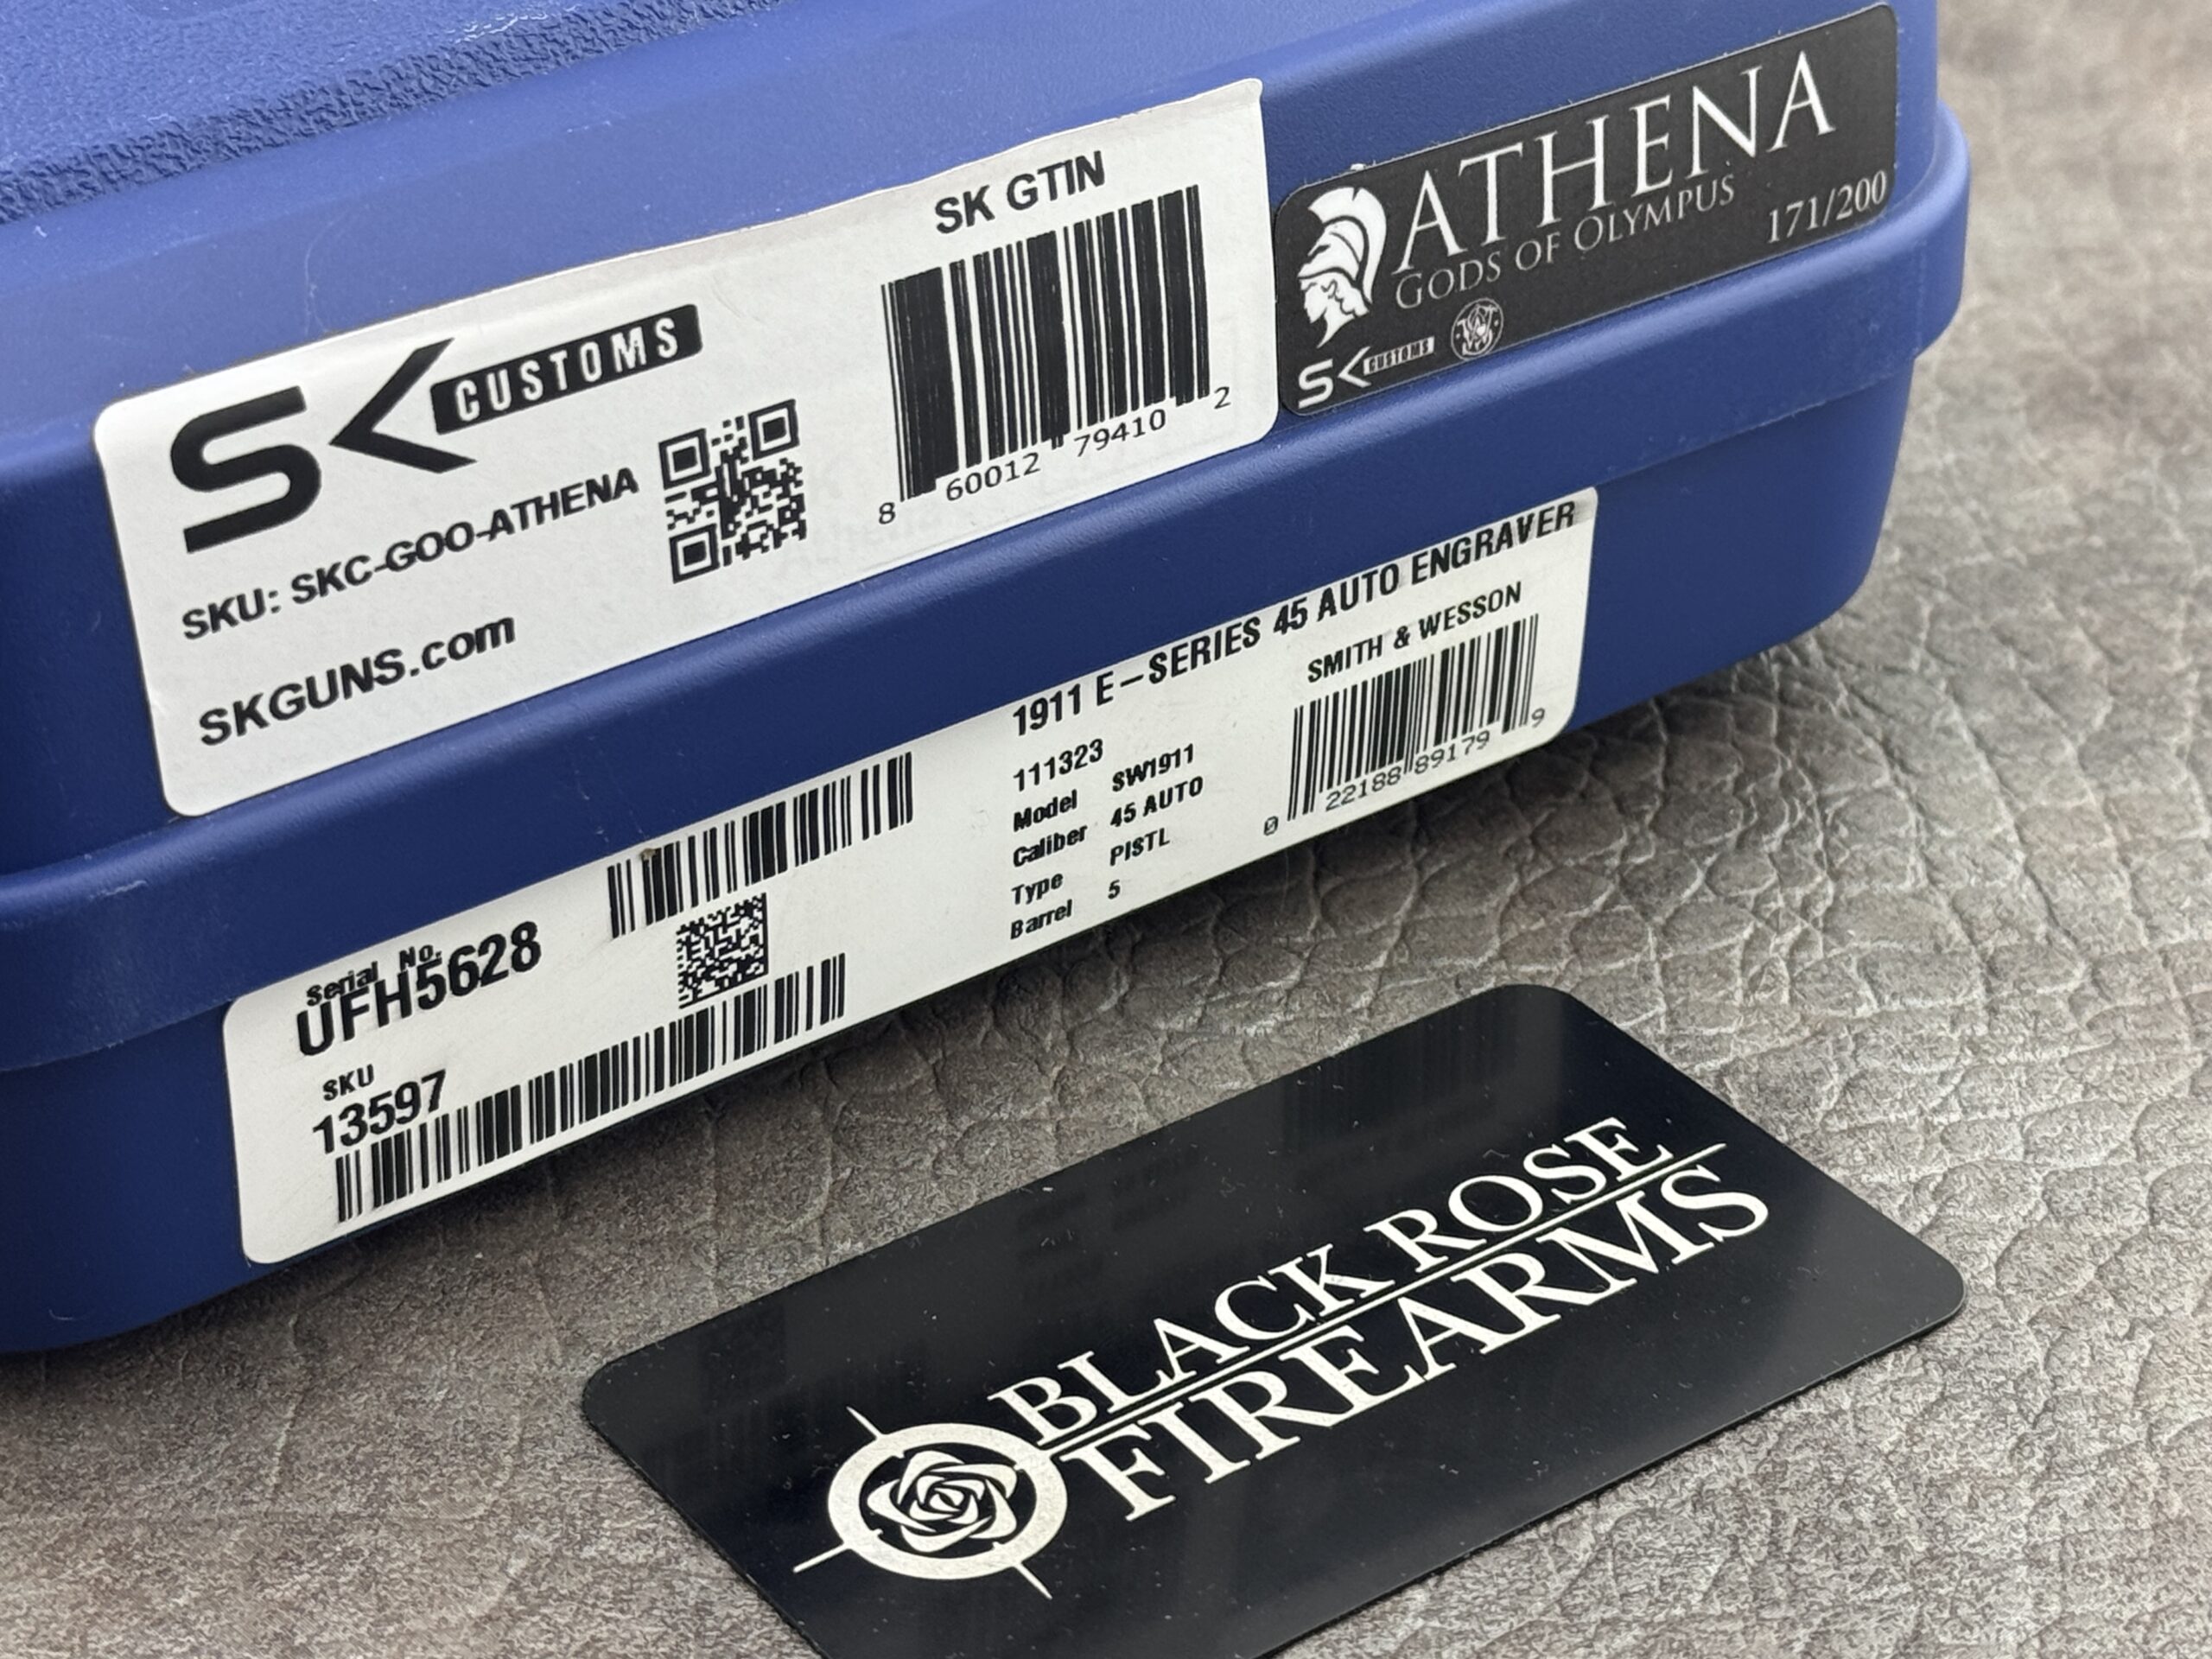 SK CUSTOMS
SKU: SKC-GOO-ATHENA
SKGUNS.com
SK GTIN
8 60012 79410 2
ATHENA
GODS OF OLYMPUS
171/200
SK CUSTOMS
Serial No.
UFH5628
SKU
13597
1911 E-SERIES 45 AUTO ENGRAVER
111323
Model SW1911
Caliber 45 AUTO
Type PISTL
Barrel 5
SMITH & WESSON
0 22188 89179 9
BLACK ROSE
FIREARMS